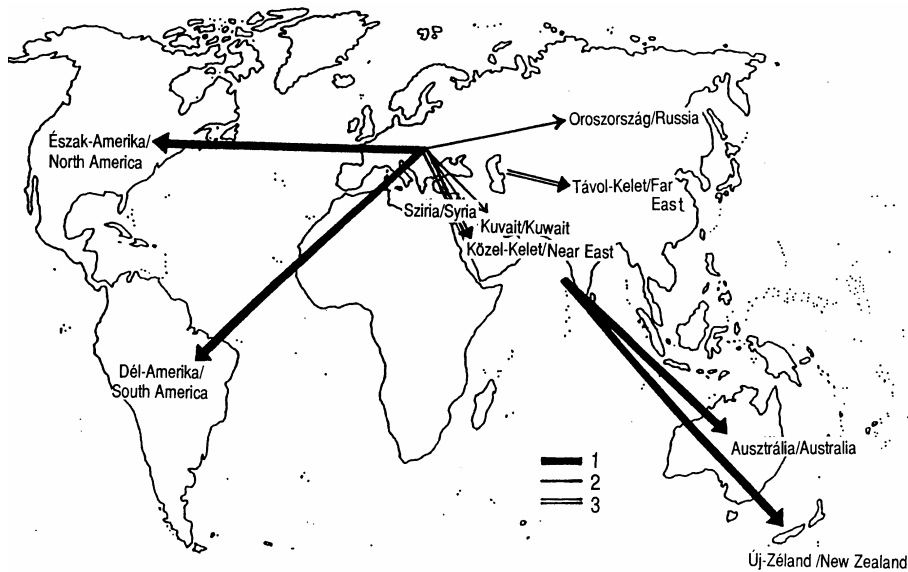 Oroszország/Russia
Észak-Amerika/
North America
Távol-Kelet/Far
East
Sziria/Syria
Kuvait/Kuwait
Közel-Kelet/Near East
Dél-Amerika/
South America
Ausztrália/Australia
1
2
3
Új-Zéland /New Zealand